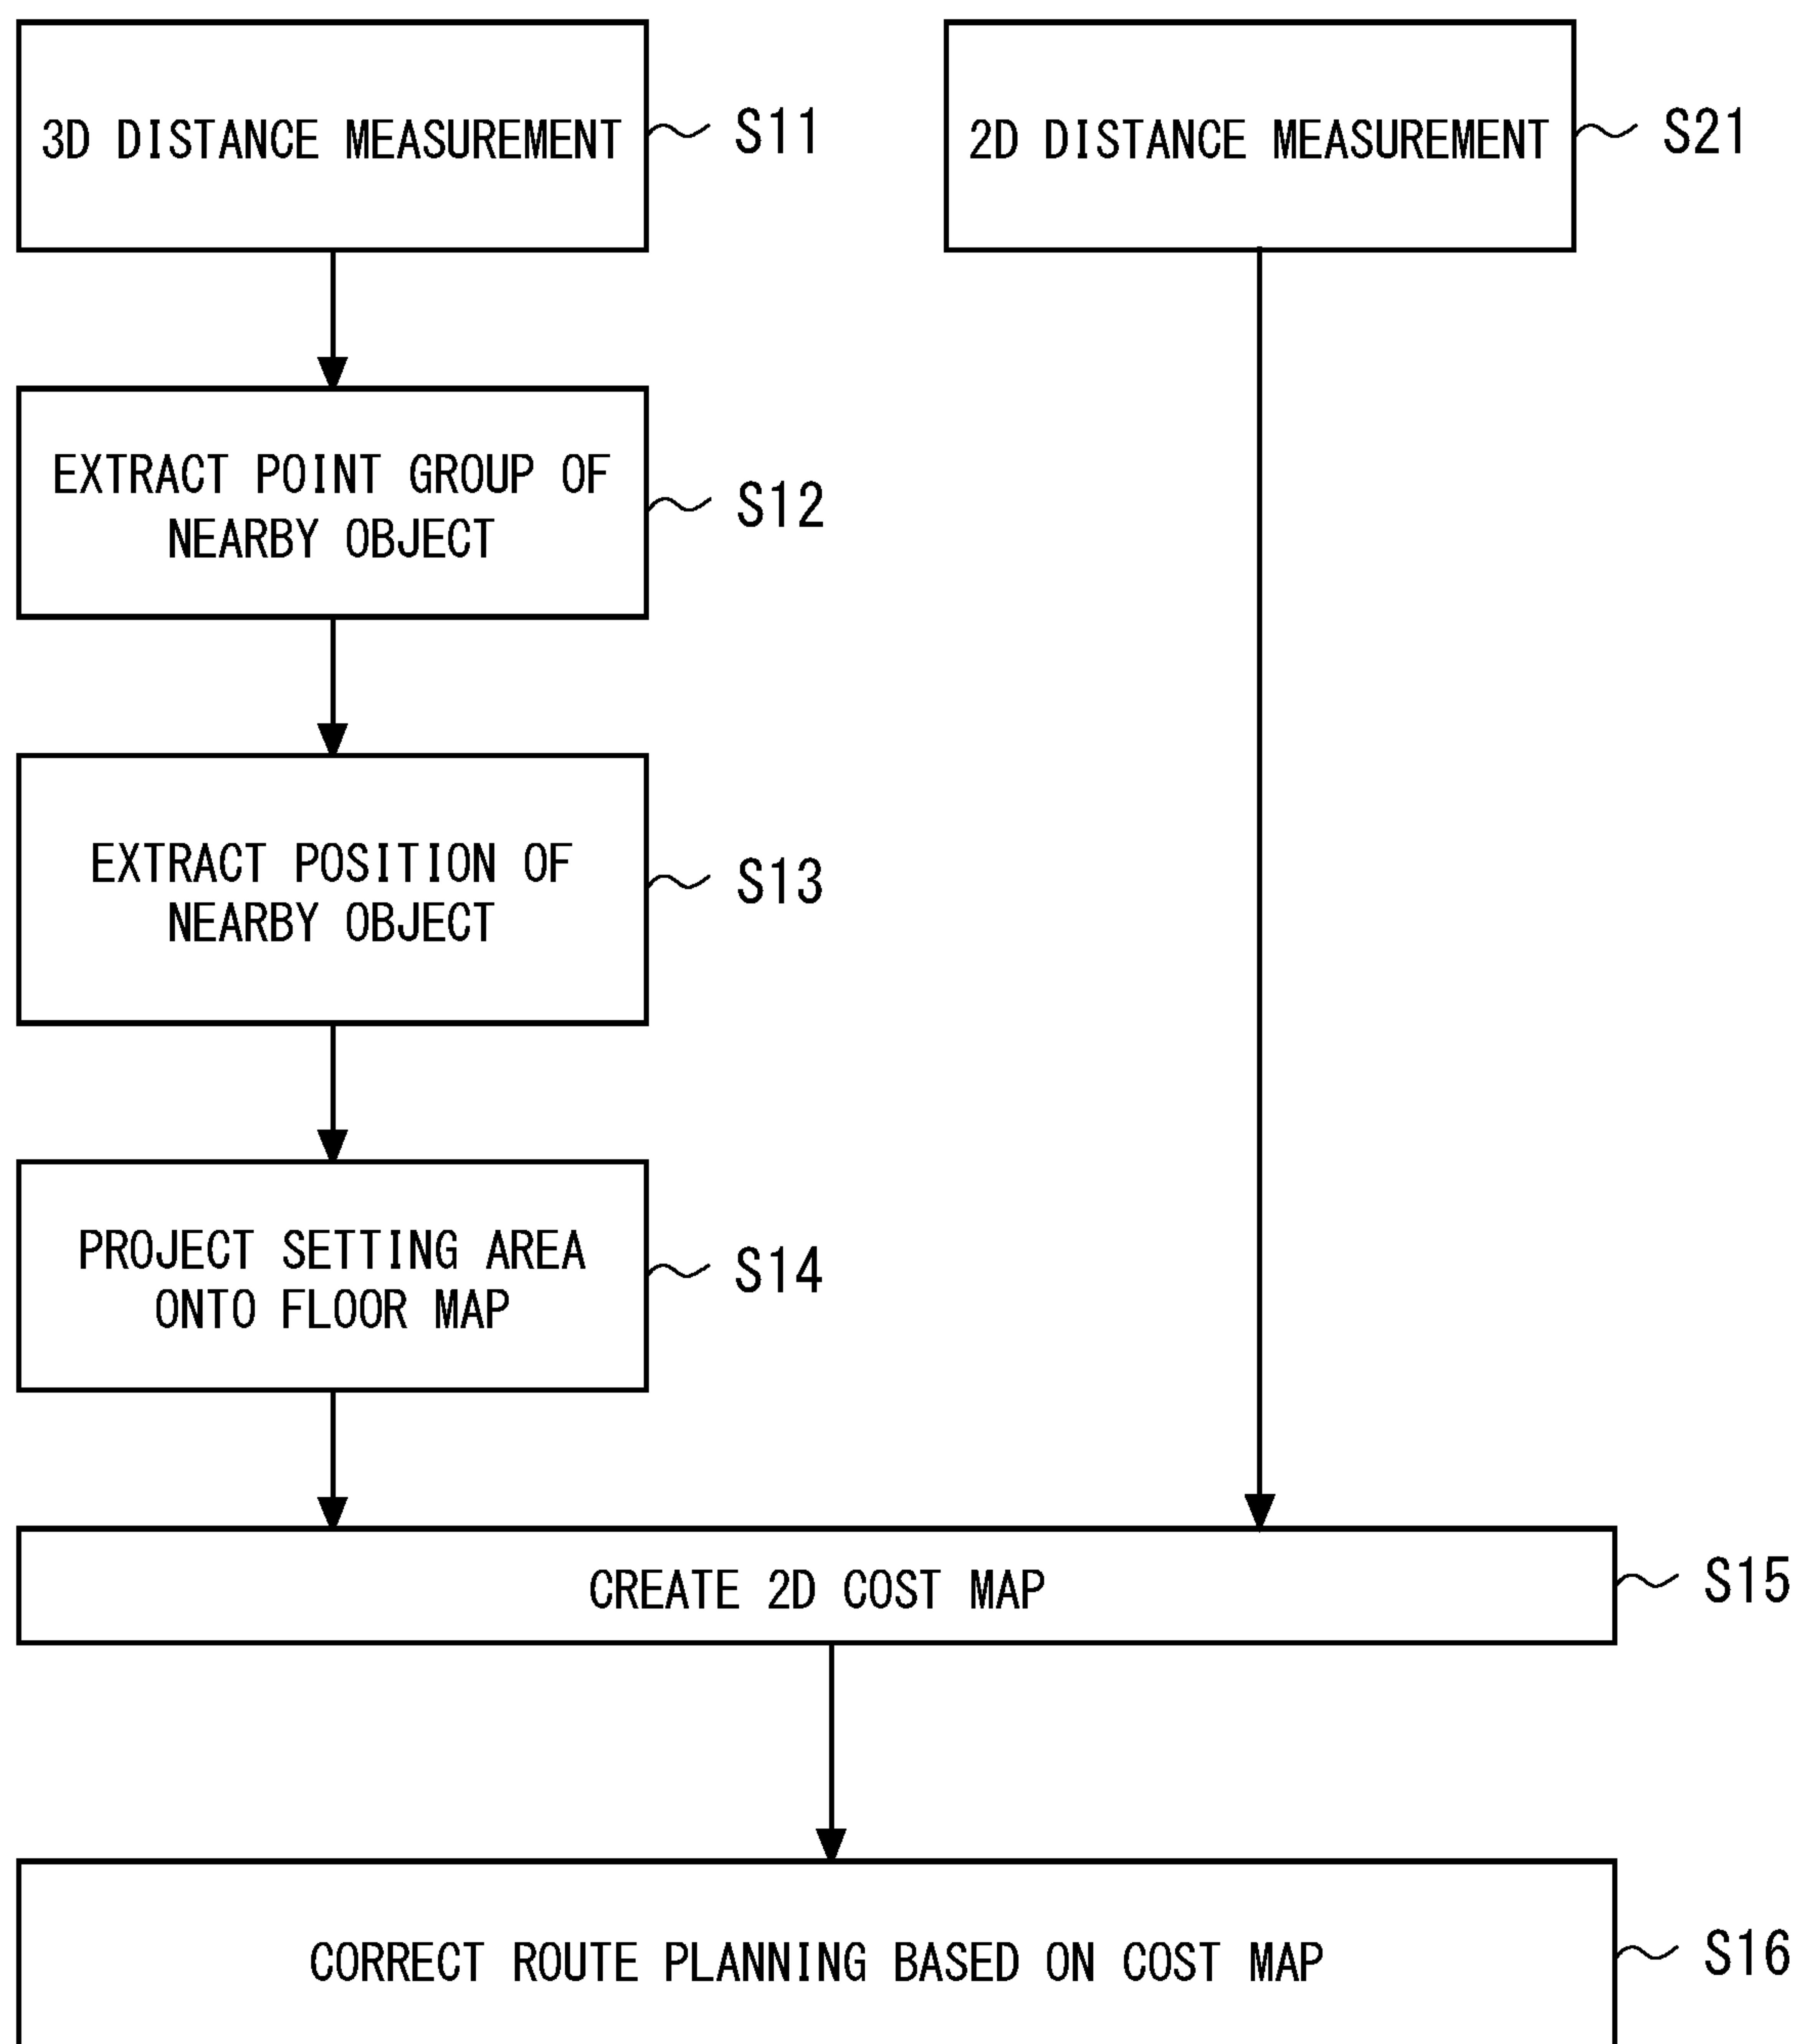 3D DISTANCE MEASUREMENT
S11
2D DISTANCE MEASUREMENT
S21
EXTRACT POINT GROUP OF
NEARBY OBJECT
S12
EXTRACT POSITION OF
NEARBY OBJECT
S13
PROJECT SETTING AREA
ONTO FLOOR MAP
S14
CREATE 2D COST MAP
S15
CORRECT ROUTE PLANNING BASED ON COST MAP
S16